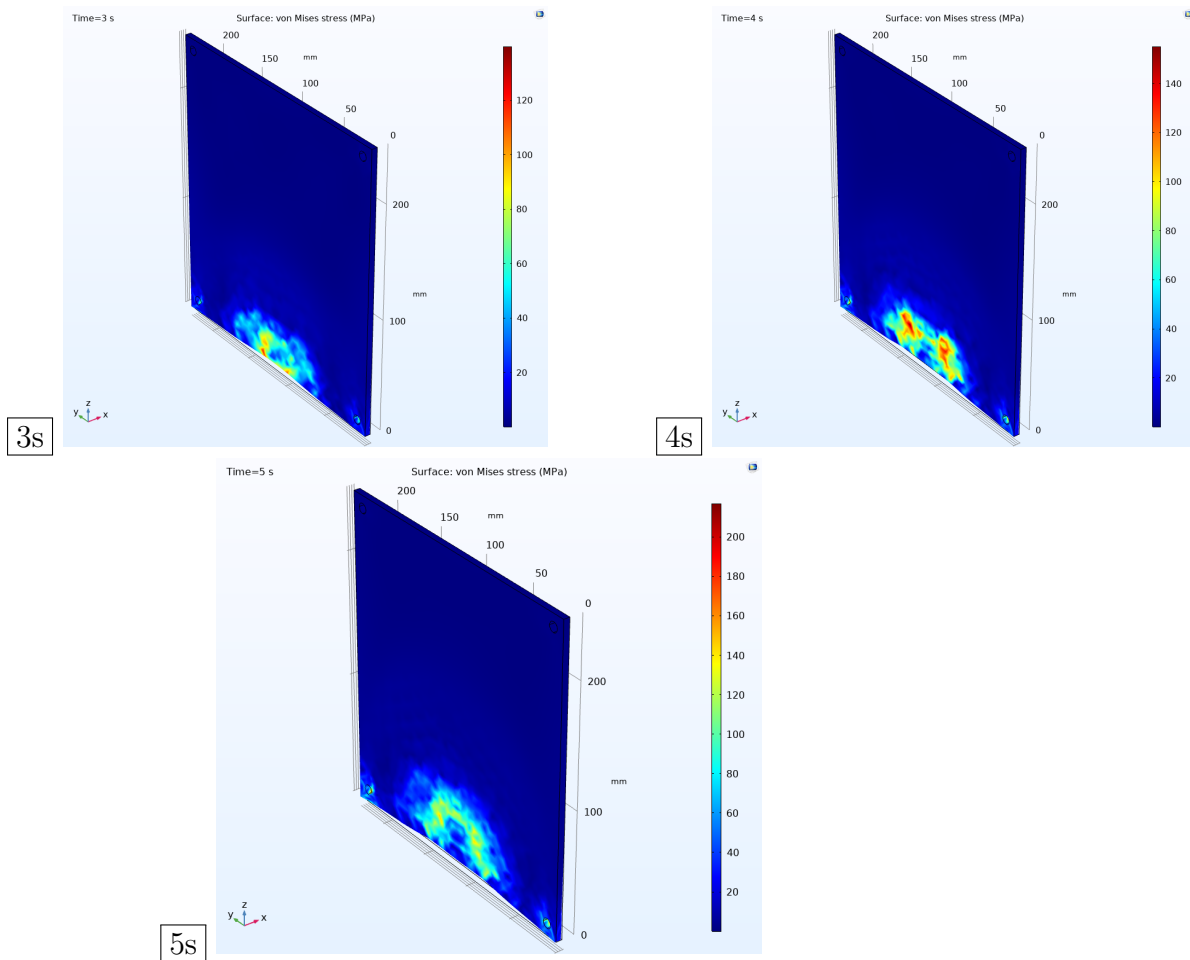 Time=3 s Surface: von Mises stress (MPa)
200
150
mm
100
50
0
200
mm
100
0
120
100
80
60
40
20
z
y
x
3s
Time=4 s Surface: von Mises stress (MPa)
200
150
mm
100
50
0
200
mm
100
0
140
120
100
80
60
40
20
z
y
x
4s
Time=5 s Surface: von Mises stress (MPa)
200
150
mm
100
50
0
200
mm
100
0
200
180
160
140
120
100
80
60
40
20
z
y
x
5s